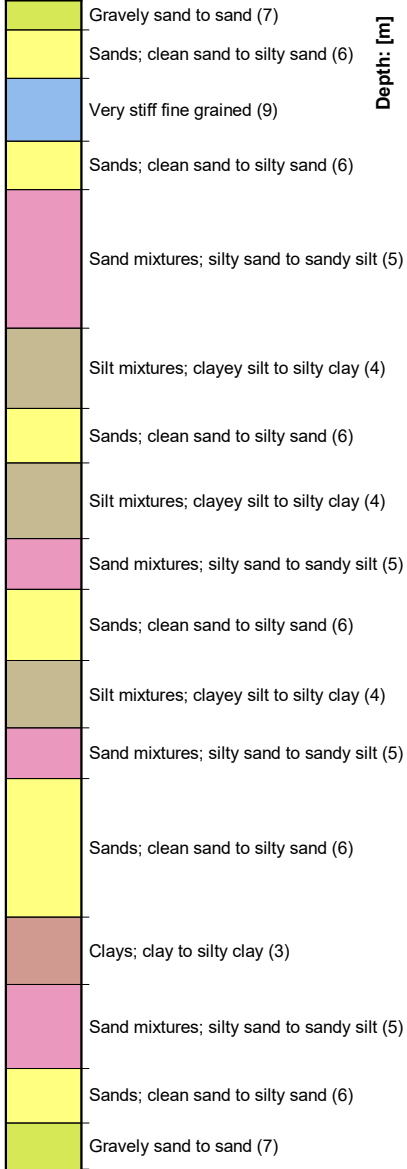 Gravely sand to sand (7)
Sands; clean sand to silty sand (6)
Depth: [m]
Very stiff fine grained (9)
Sands; clean sand to silty sand (6)
Sand mixtures; silty sand to sandy silt (5)
Silt mixtures; clayey silt to silty clay (4)
Sands; clean sand to silty sand (6)
Silt mixtures; clayey silt to silty clay (4)
Sand mixtures; silty sand to sandy silt (5)
Sands; clean sand to silty sand (6)
Silt mixtures; clayey silt to silty clay (4)
Sand mixtures; silty sand to sandy silt (5)
Sands; clean sand to silty sand (6)
Clays; clay to silty clay (3)
Sand mixtures; silty sand to sandy silt (5)
Sands; clean sand to silty sand (6)
Gravely sand to sand (7)